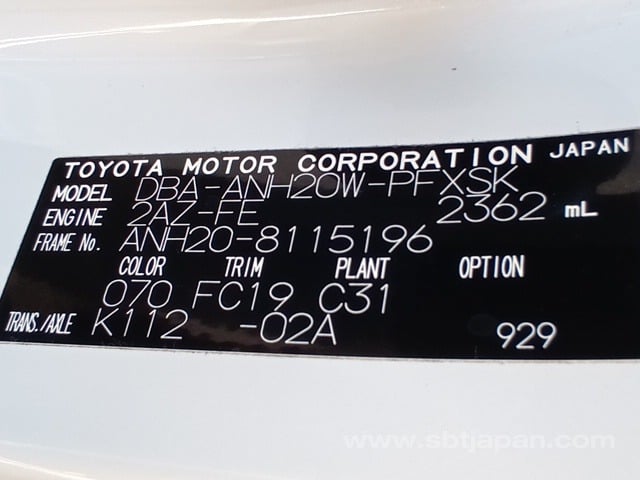 TOYOTA MOTOR CORPORATION JAPAN
MODEL DBA-ANH20W-PFXSK
ENGINE 2AZ-FE 2362 mL
FRAME No. ANH20-8115196
COLOR TRIM PLANT OPTION
070 FC19 C31
TRANS./AXLE K112 -02A 929
www.sbtjapan.com